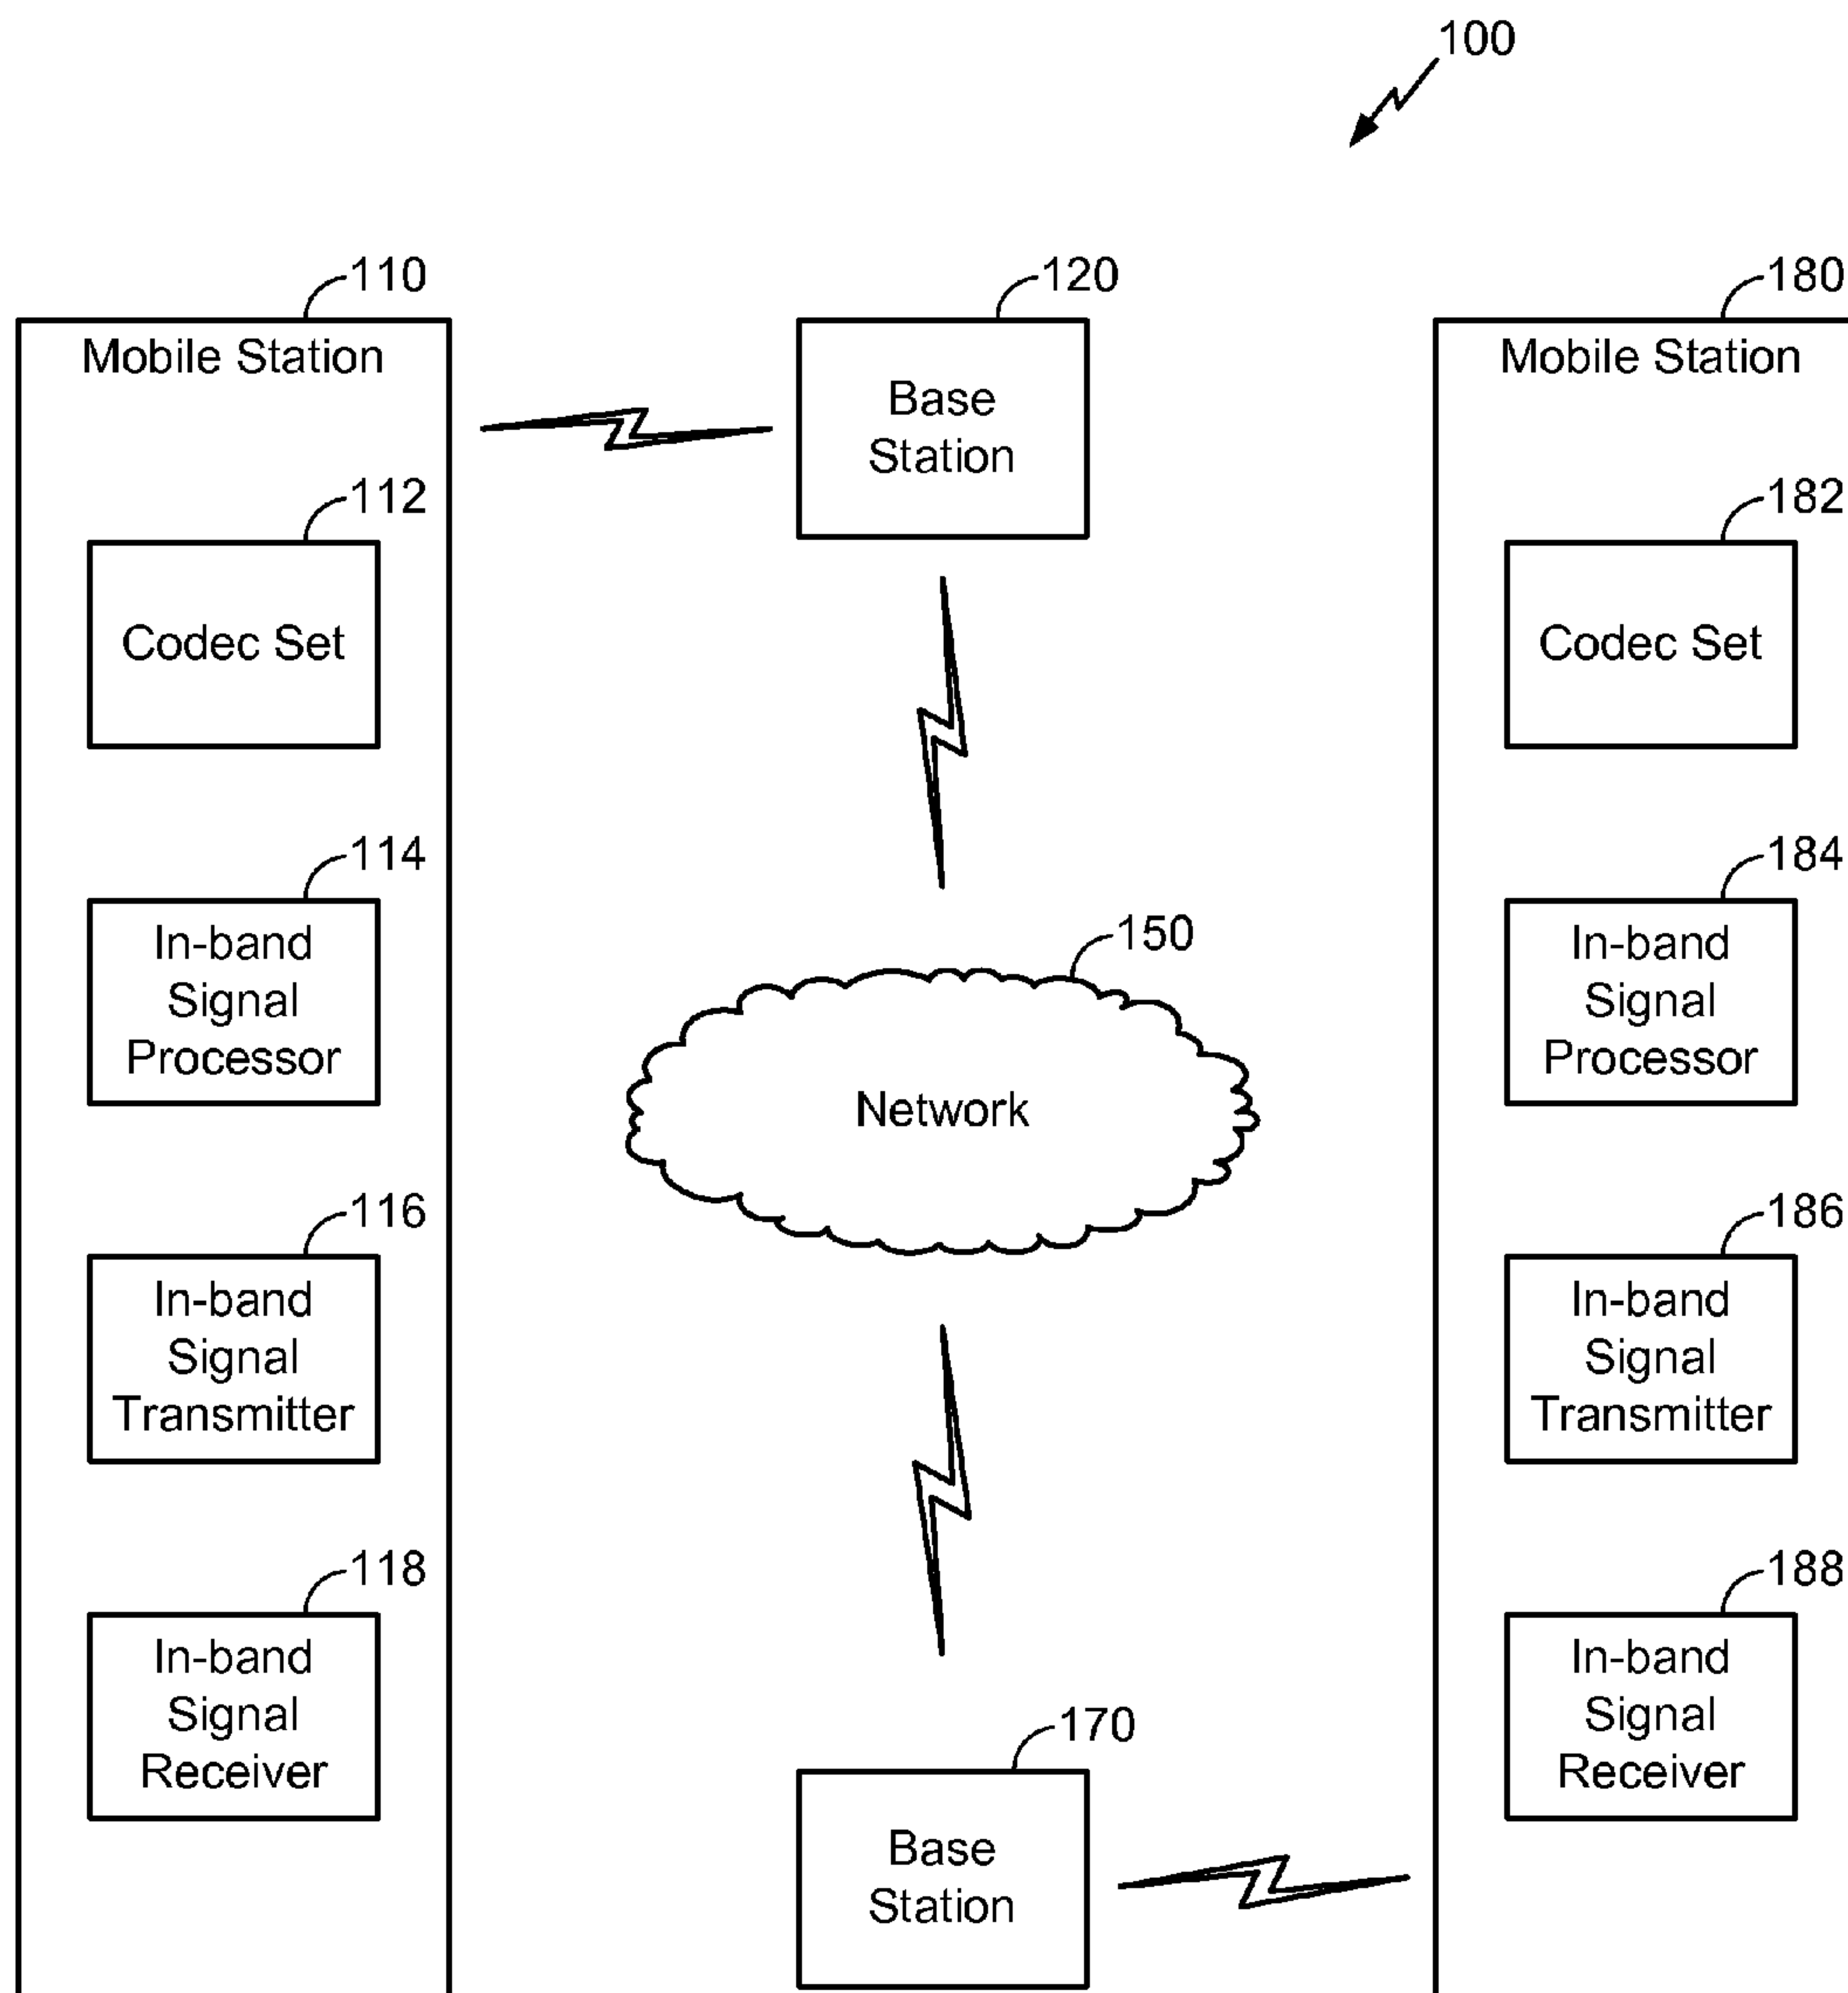 100
110
120
180
Mobile Station
Base
Station
Mobile Station
112
182
Codec Set
Codec Set
114
184
In-band
Signal
Processor
150
In-band
Signal
Processor
Network
116
186
In-band
Signal
Transmitter
In-band
Signal
Transmitter
118
188
In-band
Signal
Receiver
In-band
Signal
Receiver
170
Base
Station